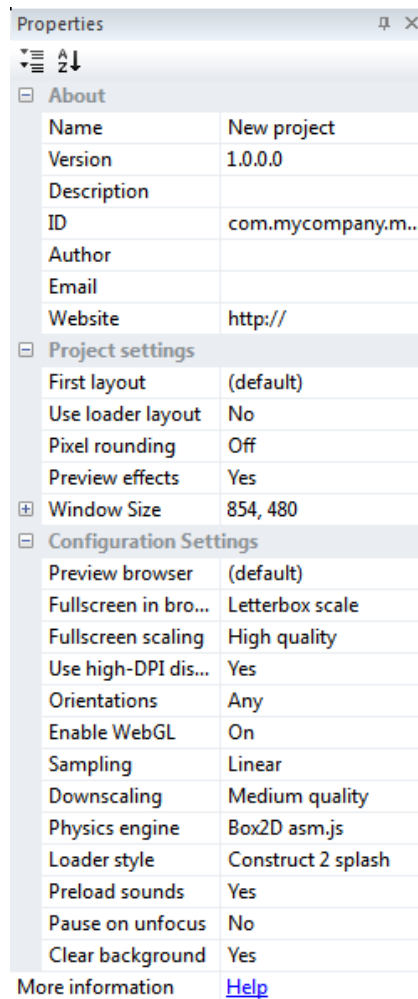 Properties
About
Name New project
Version 1.0.0.0
Description
ID com.mycompany.m...
Author
Email
Website http://
Project settings
First layout (default)
Use loader layout No
Pixel rounding Off
Preview effects Yes
Window Size 854, 480
Configuration Settings
Preview browser (default)
Fullscreen in bro... Letterbox scale
Fullscreen scaling High quality
Use high-DPI dis... Yes
Orientations Any
Enable WebGL On
Sampling Linear
Downscaling Medium quality
Physics engine Box2D asm.js
Loader style Construct 2 splash
Preload sounds Yes
Pause on unfocus No
Clear background Yes
More information Help